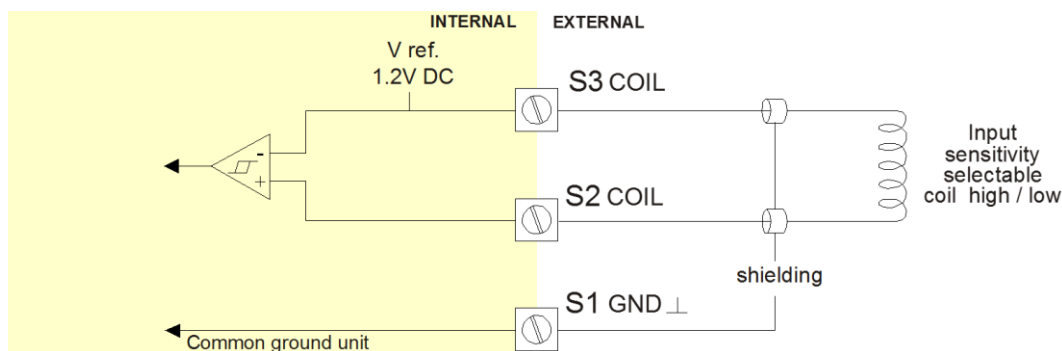 INTERNAL EXTERNAL
V ref.
1.2V DC
S3 COIL
-
+
S2 COIL
Input
sensitivity
selectable
coil high / low
shielding
S1 GND ⊥
Common ground unit